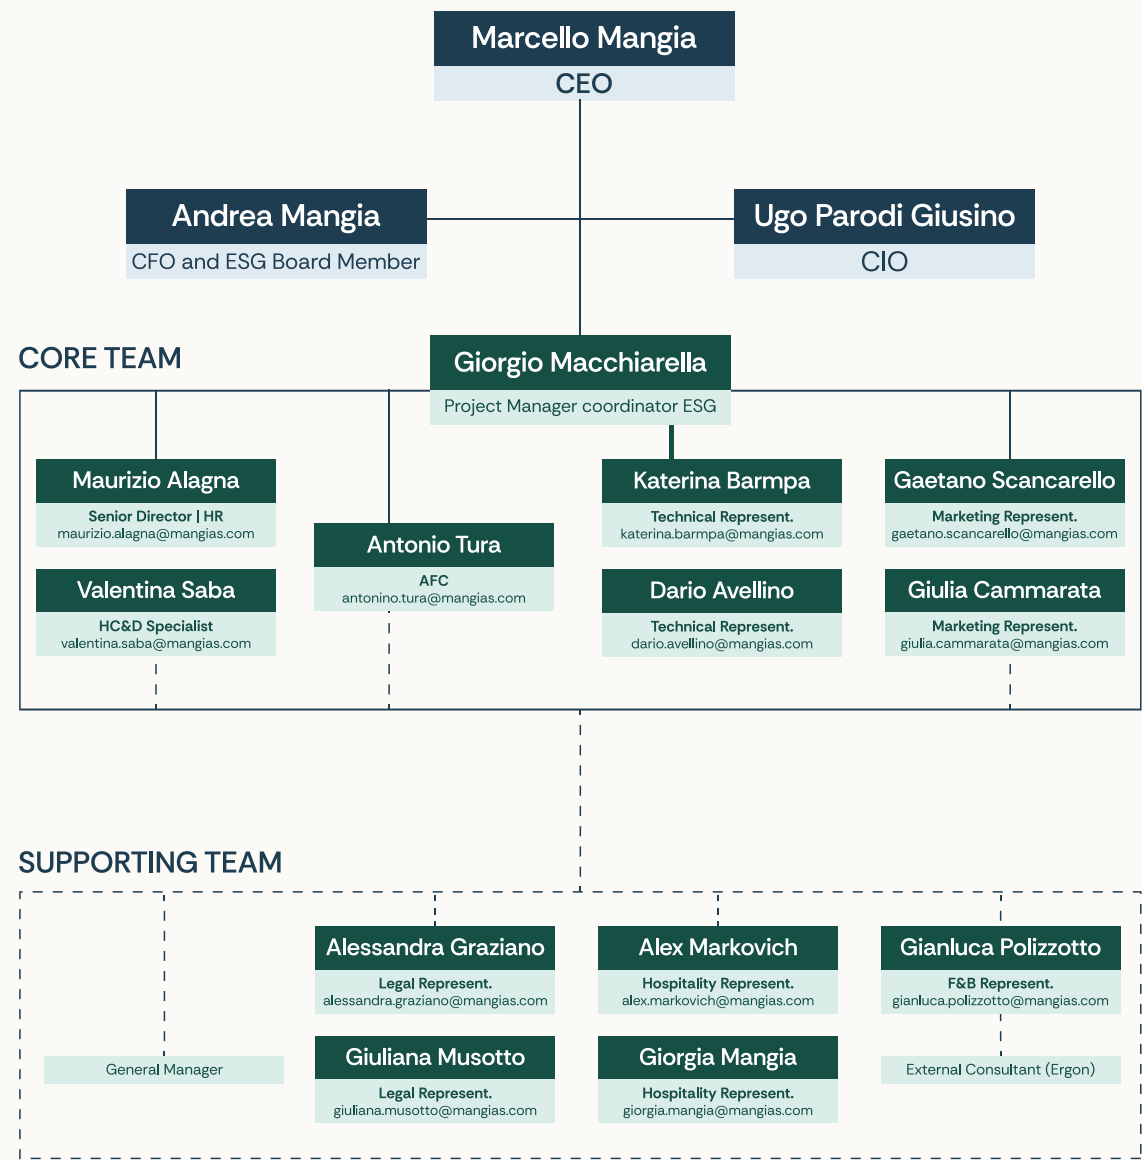 Marcello Mangia
CEO
Andrea Mangia
CFO and ESG Board Member
Ugo Parodi Giusino
CIO
CORE TEAM
Giorgio Macchiarella
Project Manager coordinator ESG
Maurizio Alagna
Senior Director | HR
maurizio.alagna@mangias.com
Valentina Saba
HC&D Specialist
valentina.saba@mangias.com
Antonio Tura
AFC
antonino.tura@mangias.com
Katerina Barmpa
Technical Represent.
katerina.barmpa@mangias.com
Dario Avellino
Technical Represent.
dario.avellino@mangias.com
Gaetano Scancarello
Marketing Represent.
gaetano.scancarello@mangias.com
Giulia Cammarata
Marketing Represent.
giulia.cammarata@mangias.com
SUPPORTING TEAM
General Manager
Alessandra Graziano
Legal Represent.
alessandra.graziano@mangias.com
Giuliana Musotto
Legal Represent.
giuliana.musotto@mangias.com
Alex Markovich
Hospitality Represent.
alex.markovich@mangias.com
Giorgia Mangia
Hospitality Represent.
giorgia.mangia@mangias.com
Gianluca Polizzotto
F&B Represent.
gianluca.polizzotto@mangias.com
External Consultant (Ergon)